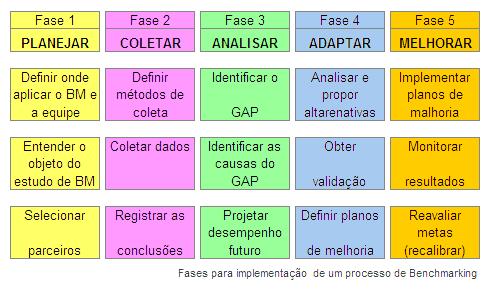 Fase 1
PLANEJAR
Definir onde
aplicar o BM e
a equipe
Entender o
objeto do
estudo de BM
Selecionar
parceiros
Fase 2
COLETAR
Definir
métodos de
coleta
Coletar dados
Registrar as
conclusões
Fase 3
ANALISAR
Identificar o
GAP
Identificar as
causas do
GAP
Projetar
desempenho
futuro
Fase 4
ADAPTAR
Analisar e
propor
altarenativas
Obter
validação
Definir planos
de melhoria
Fase 5
MELHORAR
Implementar
planos de
malhoria
Monitorar
resultados
Reavaliar
metas
(recalibrar)
Fases para implementação de um processo de Benchmarking